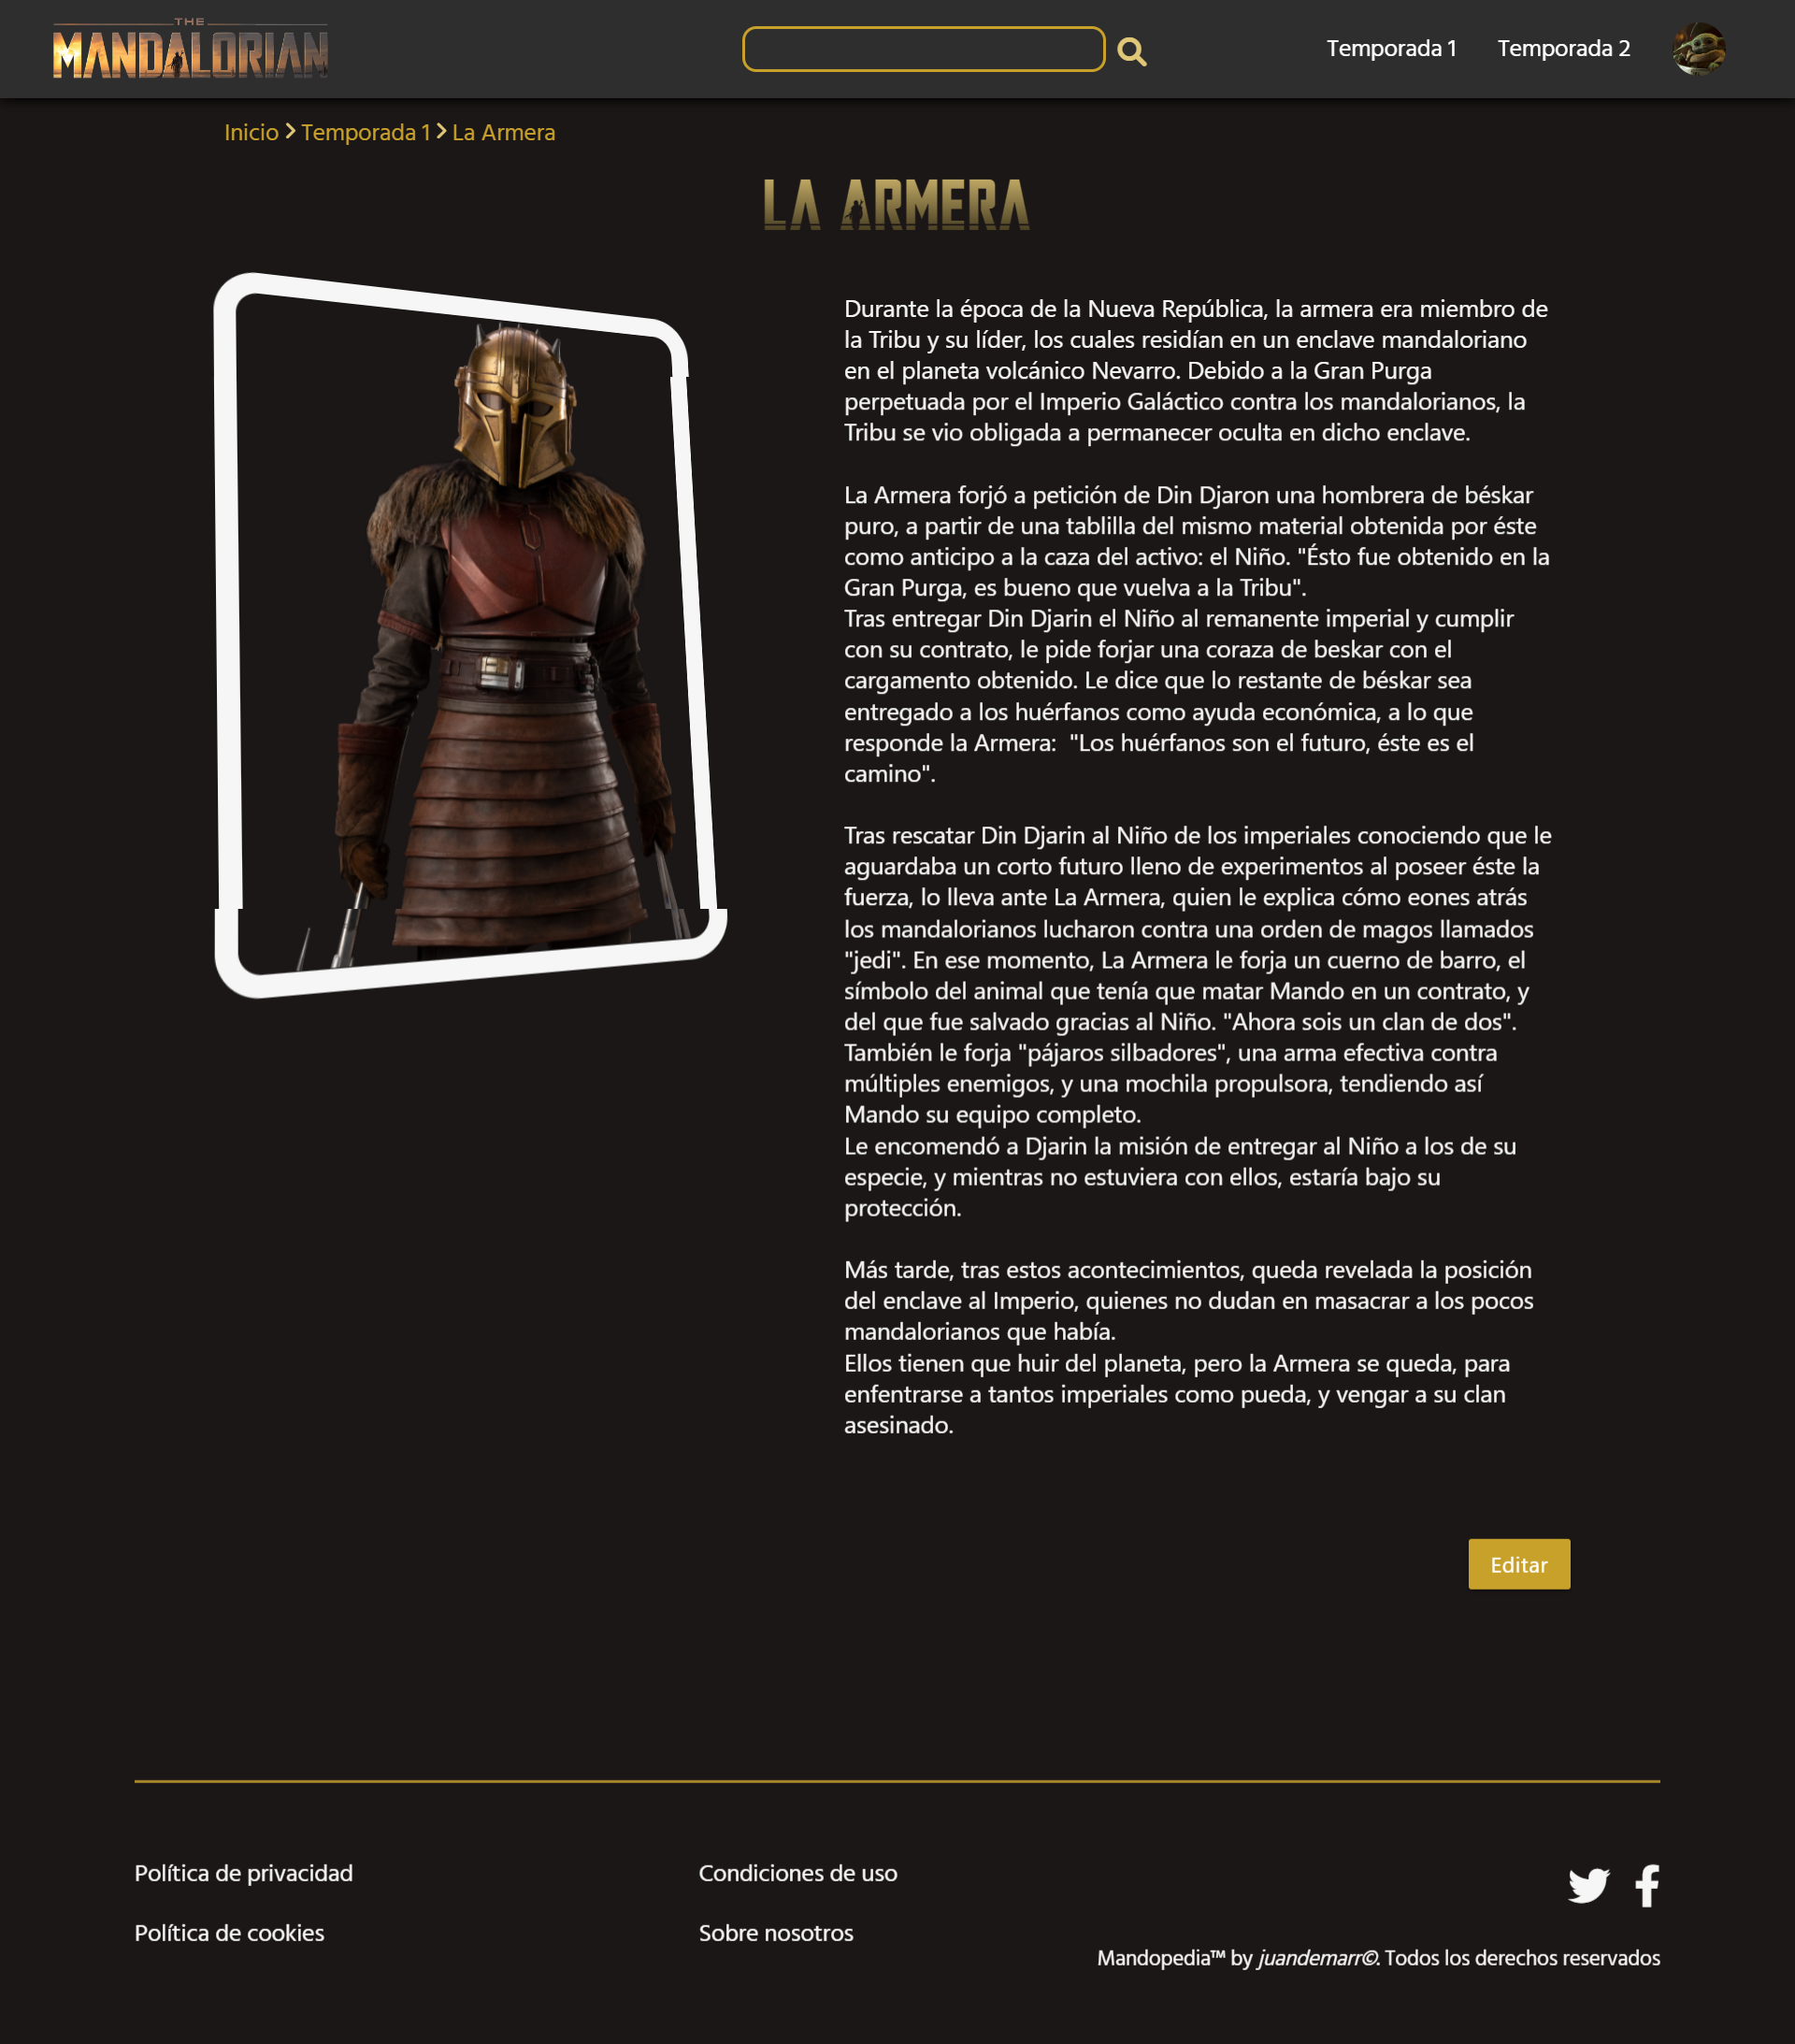 THE
MANDALORIAN
Temporada 1
Temporada 2
Inicio > Temporada 1 > La Armera
LA ARMERA
Durante la época de la Nueva República, la armera era miembro de
la Tribu y su líder, los cuales residían en un enclave mandaloriano
en el planeta volcánico Nevarro. Debido a la Gran Purga
perpetuada por el Imperio Galáctico contra los mandalorianos, la
Tribu se vio obligada a permanecer oculta en dicho enclave.
La Armera forjó a petición de Din Djaron una hombrera de béskar
puro, a partir de una tablilla del mismo material obtenida por éste
como anticipo a la caza del activo: el Niño. "Ésto fue obtenido en la
Gran Purga, es bueno que vuelva a la Tribu".
Tras entregar Din Djarin el Niño al remanente imperial y cumplir
con su contrato, le pide forjar una coraza de beskar con el
cargamento obtenido. Le dice que lo restante de béskar sea
entregado a los huérfanos como ayuda económica, a lo que
responde la Armera:  "Los huérfanos son el futuro, éste es el
camino".
Tras rescatar Din Djarin al Niño de los imperiales conociendo que le
aguardaba un corto futuro lleno de experimentos al poseer éste la
fuerza, lo lleva ante La Armera, quien le explica cómo eones atrás
los mandalorianos lucharon contra una orden de magos llamados
"jedi". En ese momento, La Armera le forja un cuerno de barro, el
símbolo del animal que tenía que matar Mando en un contrato, y
del que fue salvado gracias al Niño. "Ahora sois un clan de dos".
También le forja "pájaros silbadores", una arma efectiva contra
múltiples enemigos, y una mochila propulsora, tendiendo así
Mando su equipo completo.
Le encomendó a Djarin la misión de entregar al Niño a los de su
especie, y mientras no estuviera con ellos, estaría bajo su
protección.
Más tarde, tras estos acontecimientos, queda revelada la posición
del enclave al Imperio, quienes no dudan en masacrar a los pocos
mandalorianos que había.
Ellos tienen que huir del planeta, pero la Armera se queda, para
enfentrarse a tantos imperiales como pueda, y vengar a su clan
asesinado.
Editar
Política de privacidad
Condiciones de uso
Política de cookies
Sobre nosotros
Mandopedia™ by juandemarr©. Todos los derechos reservados